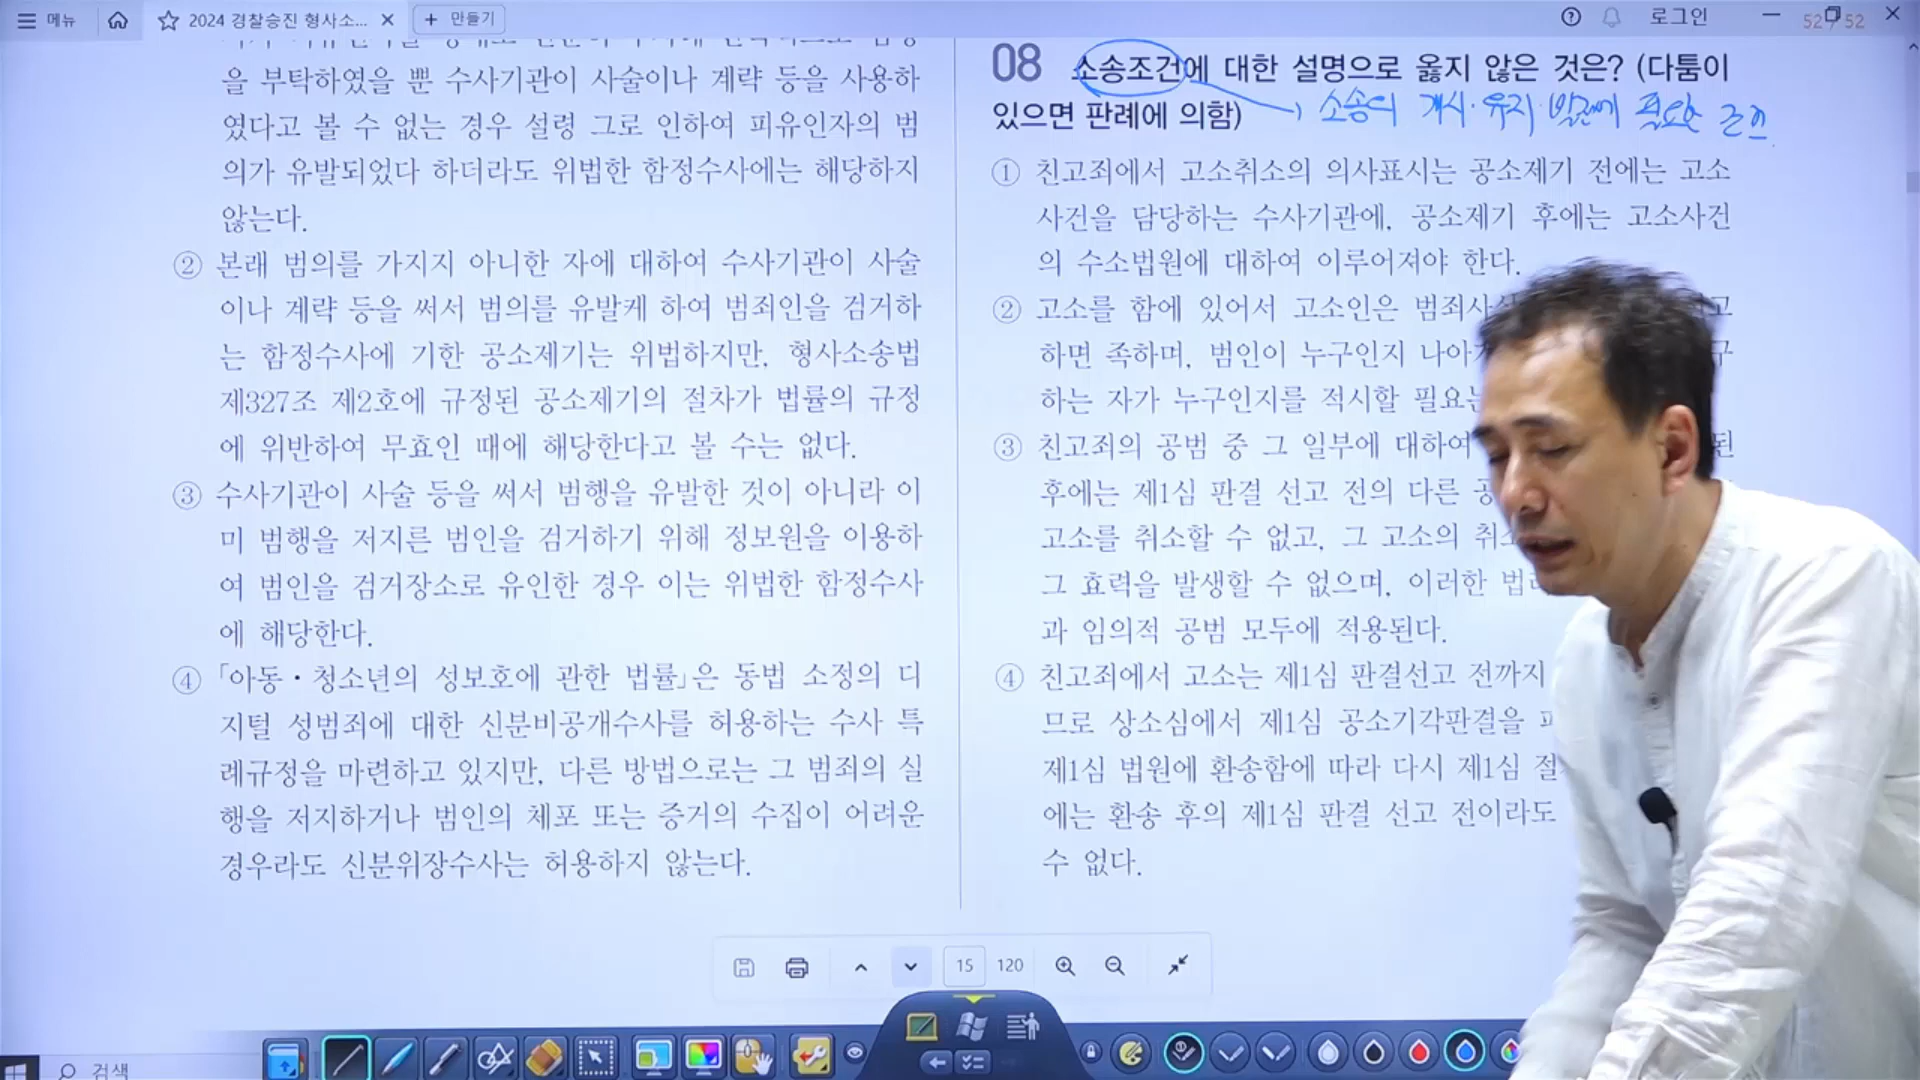 메뉴
2024 경찰승진 형사소...
만들기
로그인
52 / 52
을 부탁하였을 뿐 수사기관이 사술이나 계략 등을 사용하
였다고 볼 수 없는 경우 설령 그로 인하여 피유인자의 범
의가 유발되었다 하더라도 위법한 함정수사에는 해당하지
않는다.
② 본래 범의를 가지지 아니한 자에 대하여 수사기관이 사술
이나 계략 등을 써서 범의를 유발케 하여 범죄인을 검거하
는 함정수사에 기한 공소제기는 위법하지만, 형사소송법
제327조 제2호에 규정된 공소제기의 절차가 법률의 규정
에 위반하여 무효인 때에 해당한다고 볼 수는 없다.
③ 수사기관이 사술 등을 써서 범행을 유발한 것이 아니라 이
미 범행을 저지른 범인을 검거하기 위해 정보원을 이용하
여 범인을 검거장소로 유인한 경우 이는 위법한 함정수사
에 해당한다.
④ 「아동·청소년의 성보호에 관한 법률」은 동법 소정의 디
지털 성범죄에 대한 신분비공개수사를 허용하는 수사 특
례규정을 마련하고 있지만, 다른 방법으로는 그 범죄의 실
행을 저지하거나 범인의 체포 또는 증거의 수집이 어려운
경우라도 신분위장수사는 허용하지 않는다.
08 소송조건에 대한 설명으로 옳지 않은 것은? (다툼이
있으면 판례에 의함)
소송의 개시·유지·발전에 필요한
① 친고죄에서 고소취소의 의사표시는 공소제기 전에는 고소
사건을 담당하는 수사기관에, 공소제기 후에는 고소사건
의 수소법원에 대하여 이루어져야 한다.
② 고소를 함에 있어서 고소인은 고
하면 족하며, 범인이 누구인지 구
하는 자가 누구인지를 적시할
③ 친고죄의 공범 중 그 일부에 대하여 된
후에는 제1심 판결 선고 전의 다른
고소를 취소할 수 없고, 그 고소의
그 효력을 발생할 수 없으며, 이러한
과 임의적 공범 모두에 적용된다.
④ 친고죄에서 고소는 제1심 판결선고 전까지
므로 상소심에서 제1심 공소기각판결을
제1심 법원에 환송함에 따라 다시 제1심
에는 환송 후의 제1심 판결 선고 전이라도
수 없다.
15 120
검색